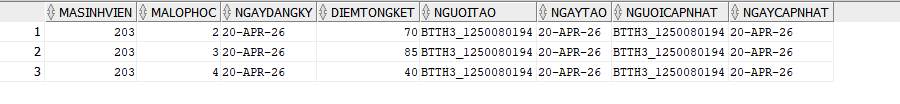 MASINHVIEN MALOPHOC NGAYDANGKY DIEMTONGKET NGUOITAO NGAYTAO NGUOICAPNHAT NGAYCAPNHAT
1 203 2 20-APR-26 70 BTTH3_1250080194 20-APR-26 BTTH3_1250080194 20-APR-26
2 203 3 20-APR-26 85 BTTH3_1250080194 20-APR-26 BTTH3_1250080194 20-APR-26
3 203 4 20-APR-26 40 BTTH3_1250080194 20-APR-26 BTTH3_1250080194 20-APR-26